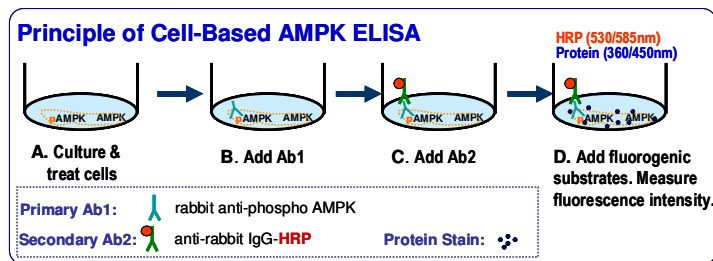 Principle of Cell-Based AMPK ELISA
HRP (530/585nm)
Protein (360/450nm)
pAMPK AMPK
pAMPK AMPK
pAMPK AMPK
pAMPK AMPK
A. Culture &
treat cells
B. Add Ab1
C. Add Ab2
D. Add fluorogenic
substrates. Measure
fluorescence intensity.
Primary Ab1: rabbit anti-phospho AMPK
Secondary Ab2: anti-rabbit IgG-HRP Protein Stain: